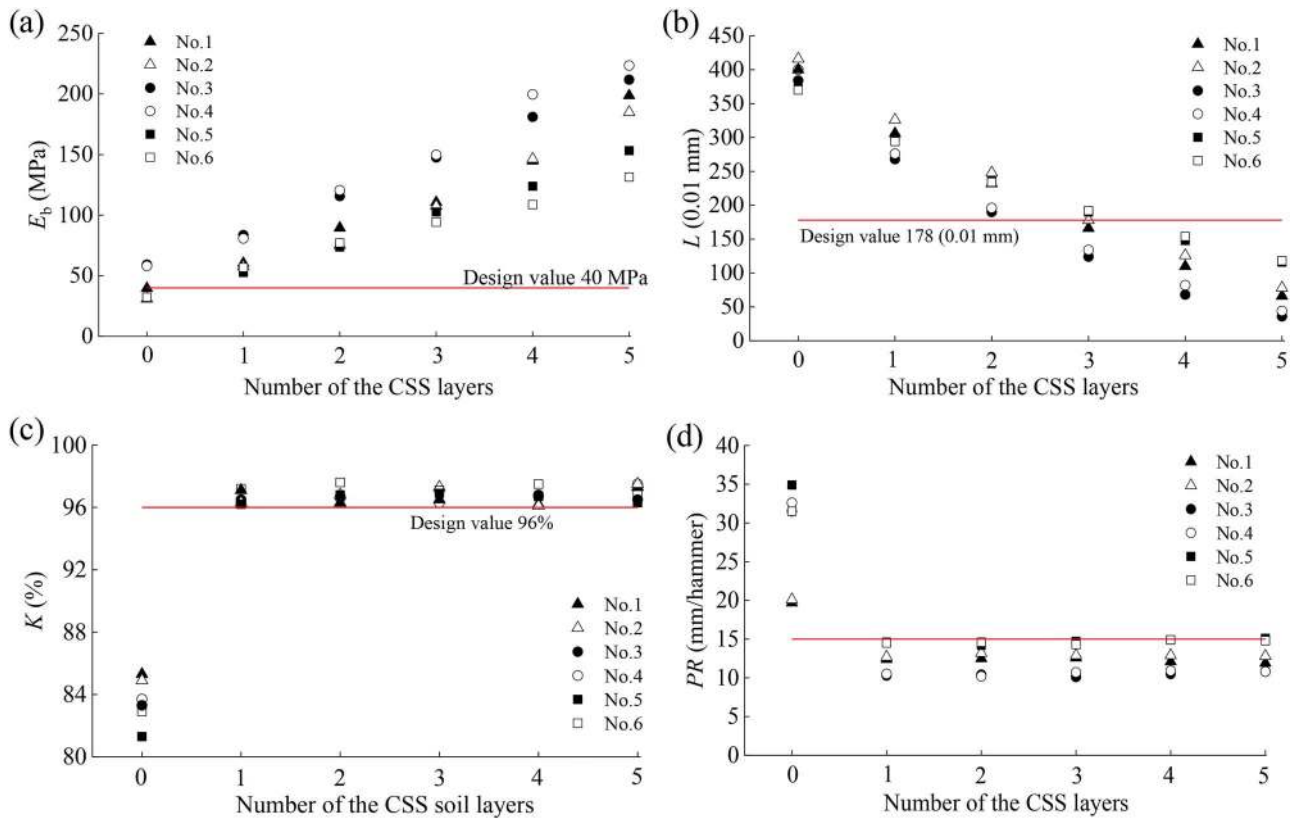 (a)
250
200
150
100
50
0
E_b (MPa)
No.1
No.2
No.3
No.4
No.5
No.6
Design value 40 MPa
0 1 2 3 4 5
Number of the CSS layers
(b)
450
400
350
300
250
200
150
100
50
0
L (0.01 mm)
No.1
No.2
No.3
No.4
No.5
No.6
Design value 178 (0.01 mm)
0 1 2 3 4 5
Number of the CSS layers
(c)
100
96
92
88
84
80
K (%)
Design value 96%
No.1
No.2
No.3
No.4
No.5
No.6
0 1 2 3 4 5
Number of the CSS soil layers
(d)
40
35
30
25
20
15
10
5
0
PR (mm/hammer)
No.1
No.2
No.3
No.4
No.5
No.6
0 1 2 3 4 5
Number of the CSS layers